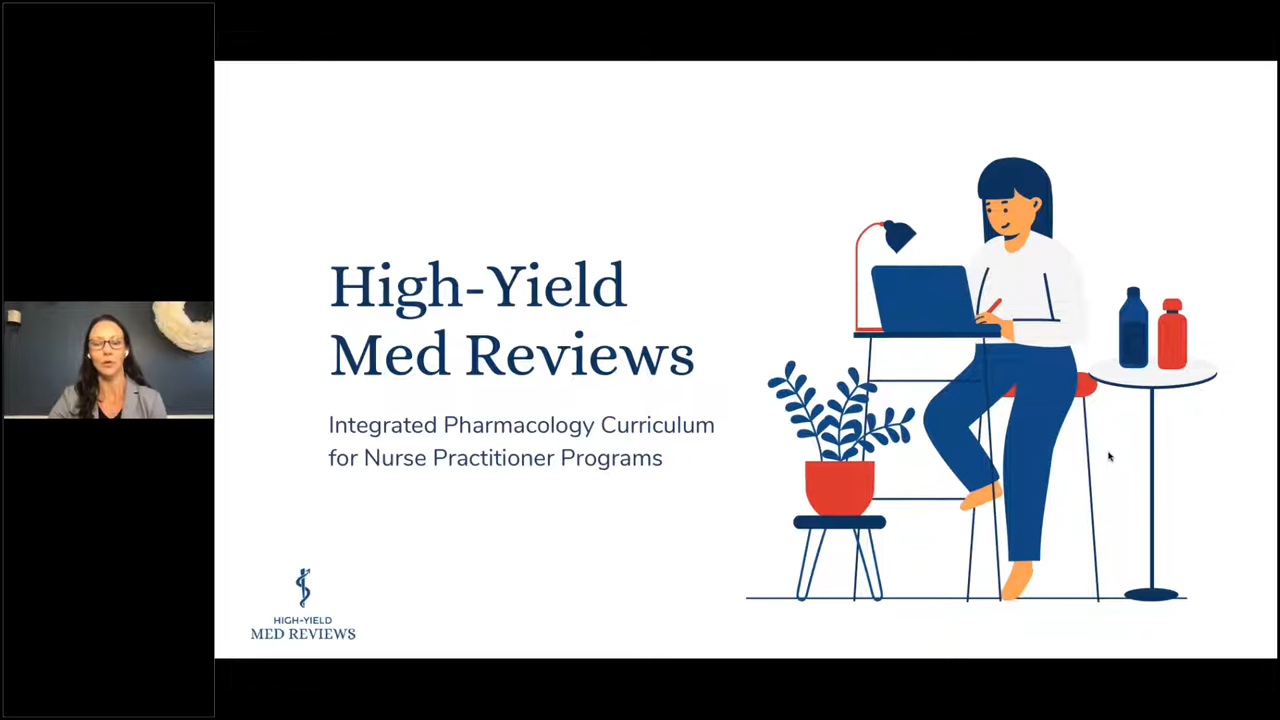 High-Yield
Med Reviews
Integrated Pharmacology Curriculum
for Nurse Practitioner Programs
HIGH-YIELD
MED REVIEWS